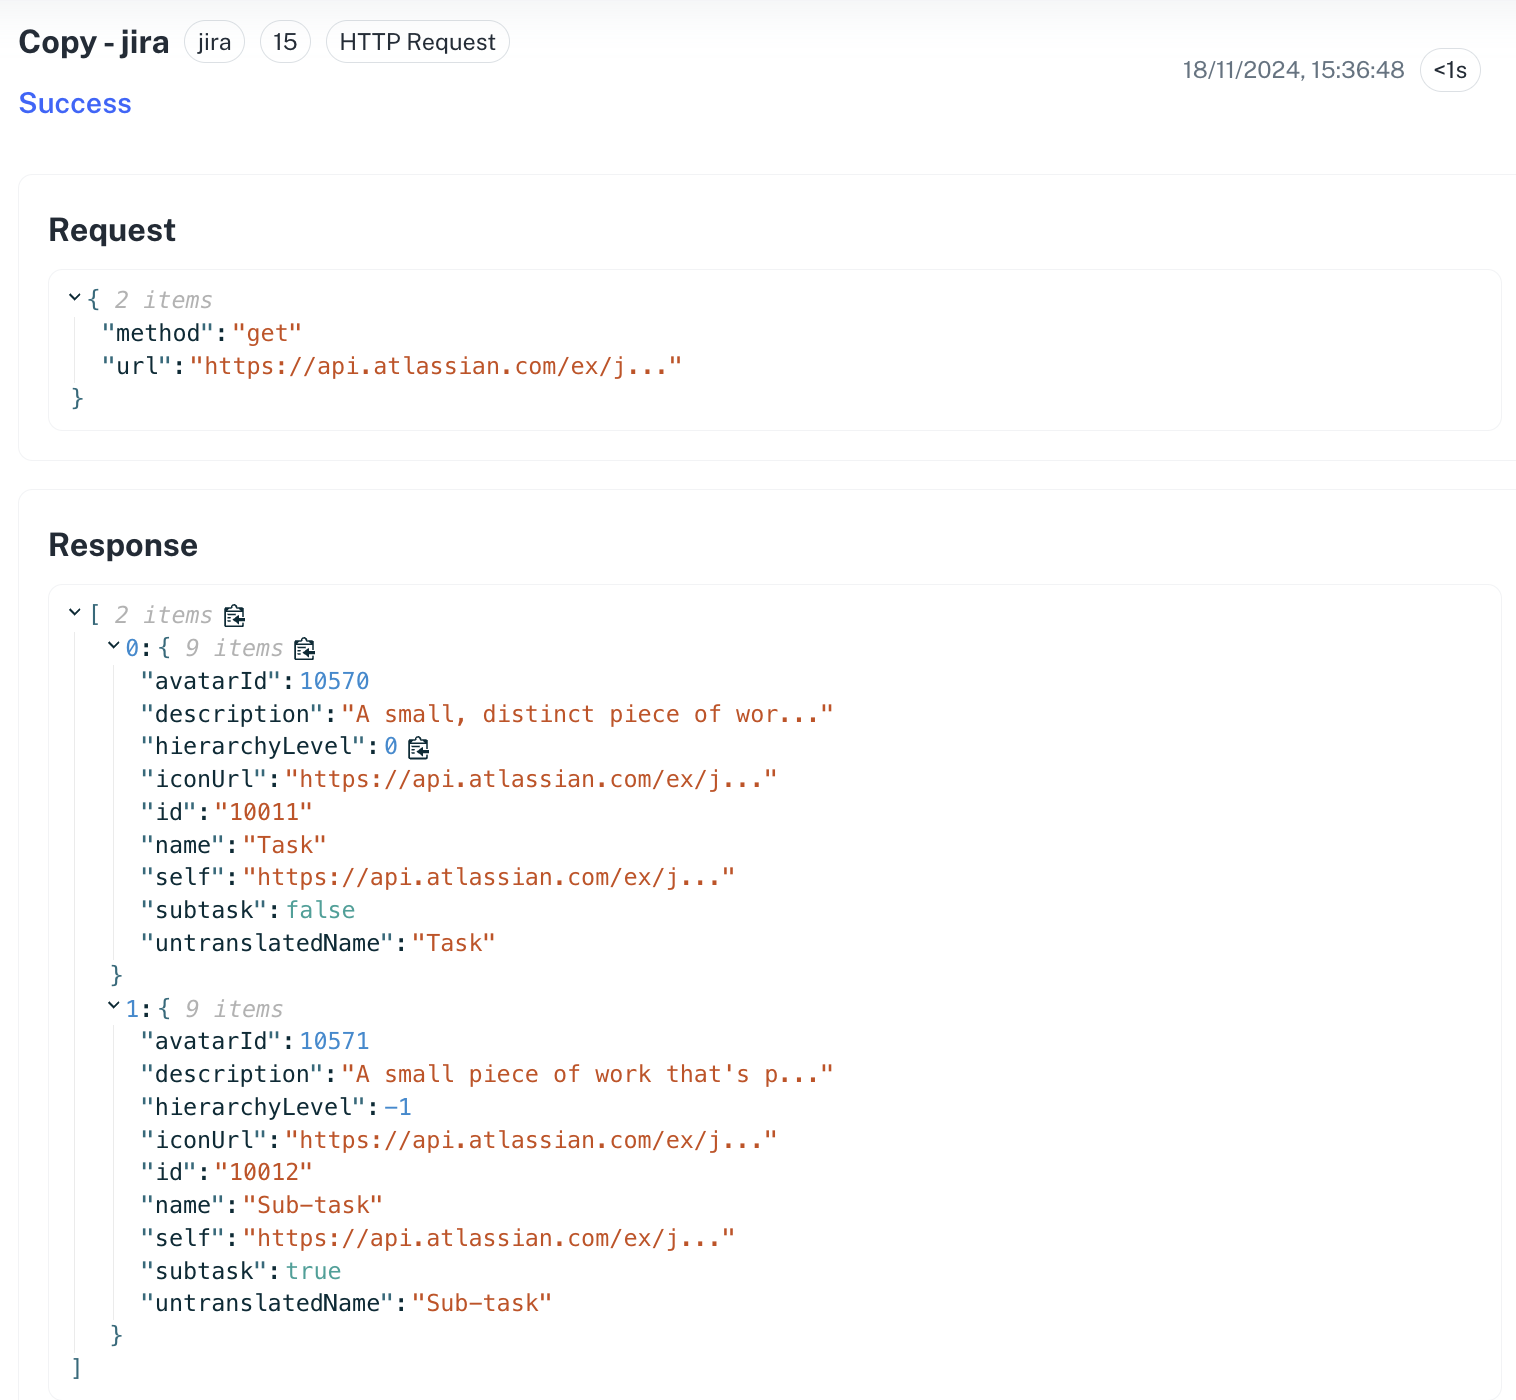 Copy - jira jira 15 HTTP Request
18/11/2024, 15:36:48 <1s
Success
Request
{ 2 items
"method":"get"
"url":"https://api.atlassian.com/ex/j..."
}
Response
[ 2 items
0:{ 9 items
"avatarId":10570
"description":"A small, distinct piece of wor..."
"hierarchyLevel":0
"iconUrl":"https://api.atlassian.com/ex/j..."
"id":"10011"
"name":"Task"
"self":"https://api.atlassian.com/ex/j..."
"subtask":false
"untranslatedName":"Task"
}
1:{ 9 items
"avatarId":10571
"description":"A small piece of work that's p..."
"hierarchyLevel":-1
"iconUrl":"https://api.atlassian.com/ex/j..."
"id":"10012"
"name":"Sub-task"
"self":"https://api.atlassian.com/ex/j..."
"subtask":true
"untranslatedName":"Sub-task"
}
]